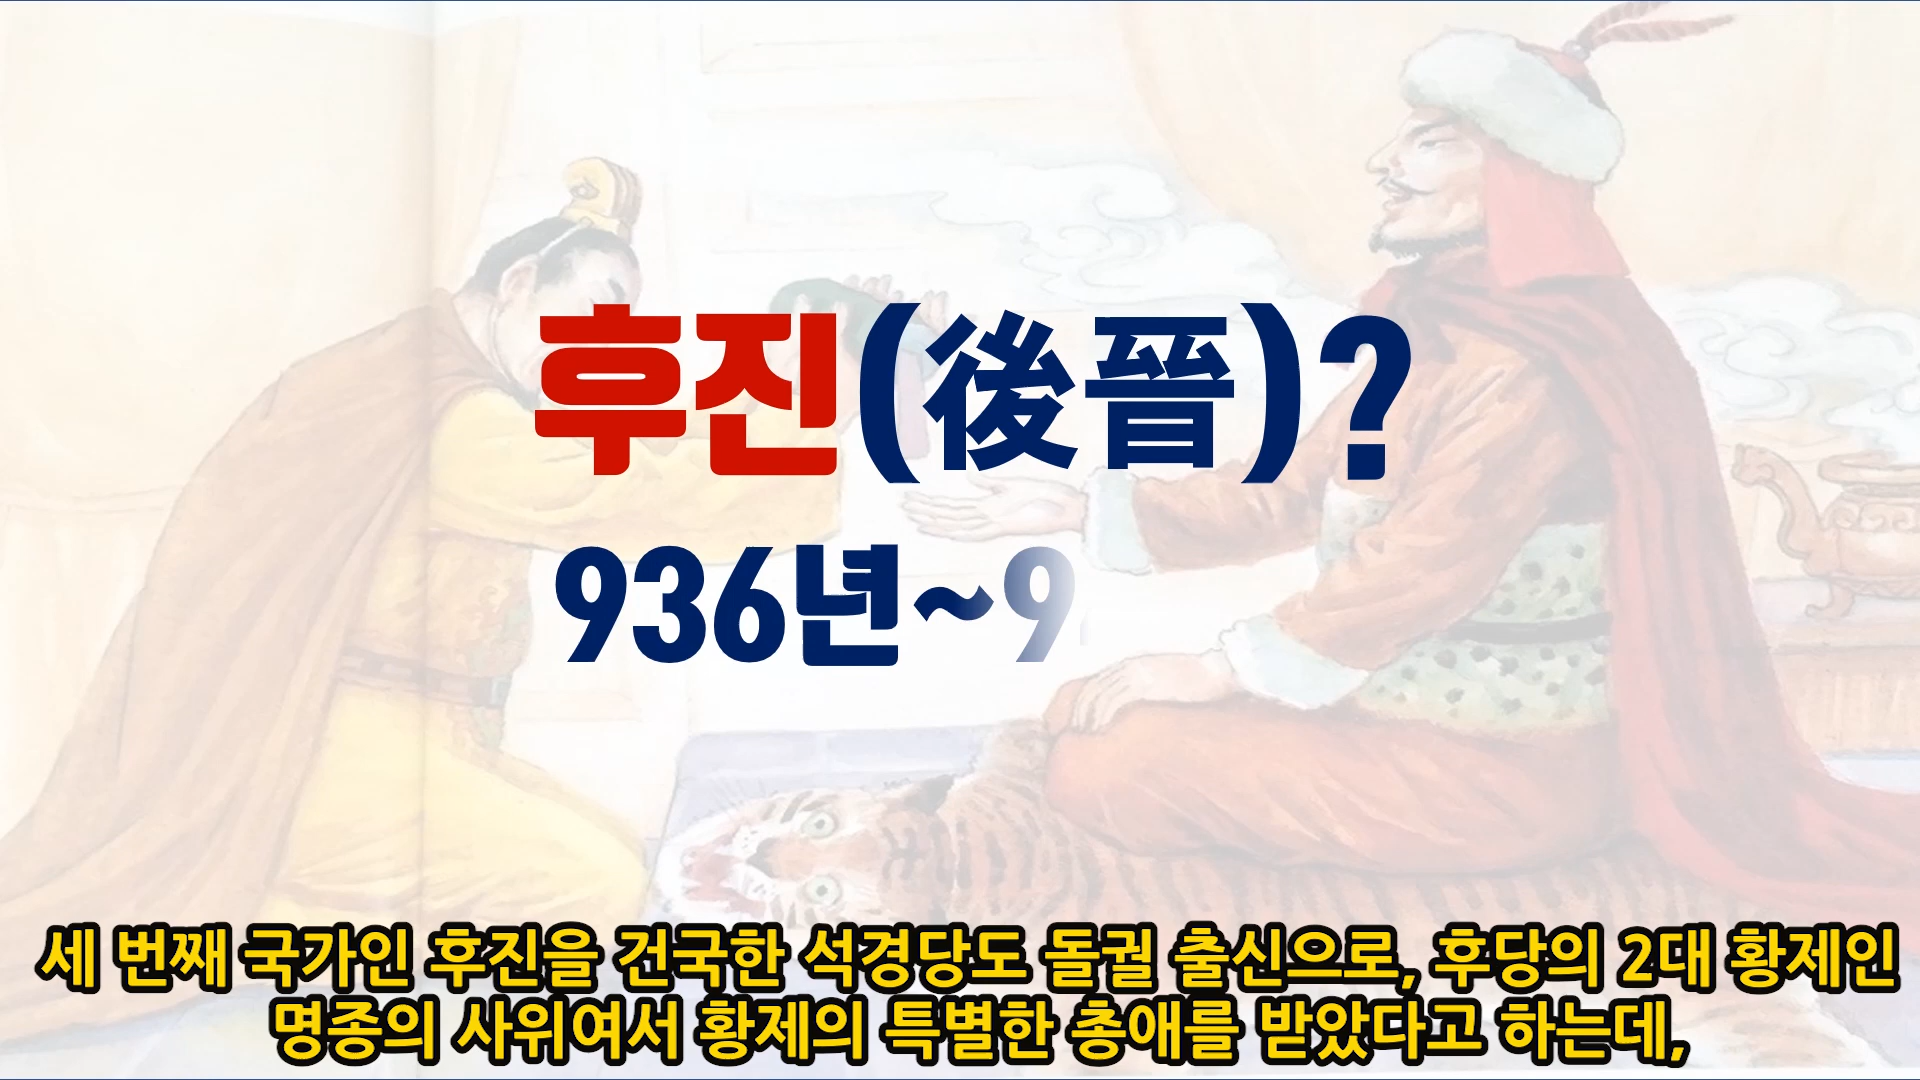 후진(後晉)?
936년~9
세 번째 국가인 후진을 건국한 석경당도 돌궐 출신으로, 후당의 2대 황제인
명종의 사위여서 황제의 특별한 총애를 받았다고 하는데,